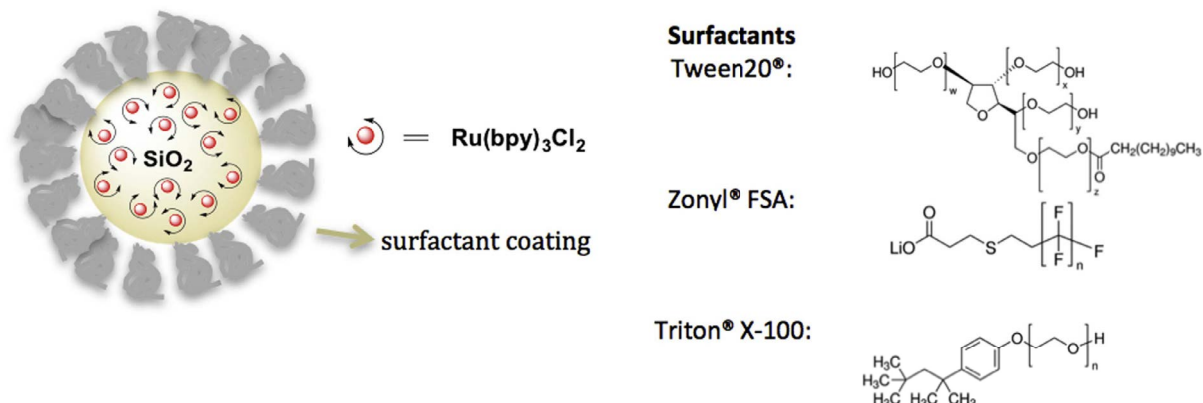 SiO₂
= Ru(bpy)₃Cl₂
surfactant coating
Surfactants
Tween20®:
HO
O
w
O
OH
x
O
O
OH
y
O
O
z
O
CH₂(CH₂)₉CH₃
Zonyl® FSA:
O
LiO
S
F
F
F
n
Triton® X-100:
O
O
H
n
H₃C
CH₃
H₃C
H₃C CH₃